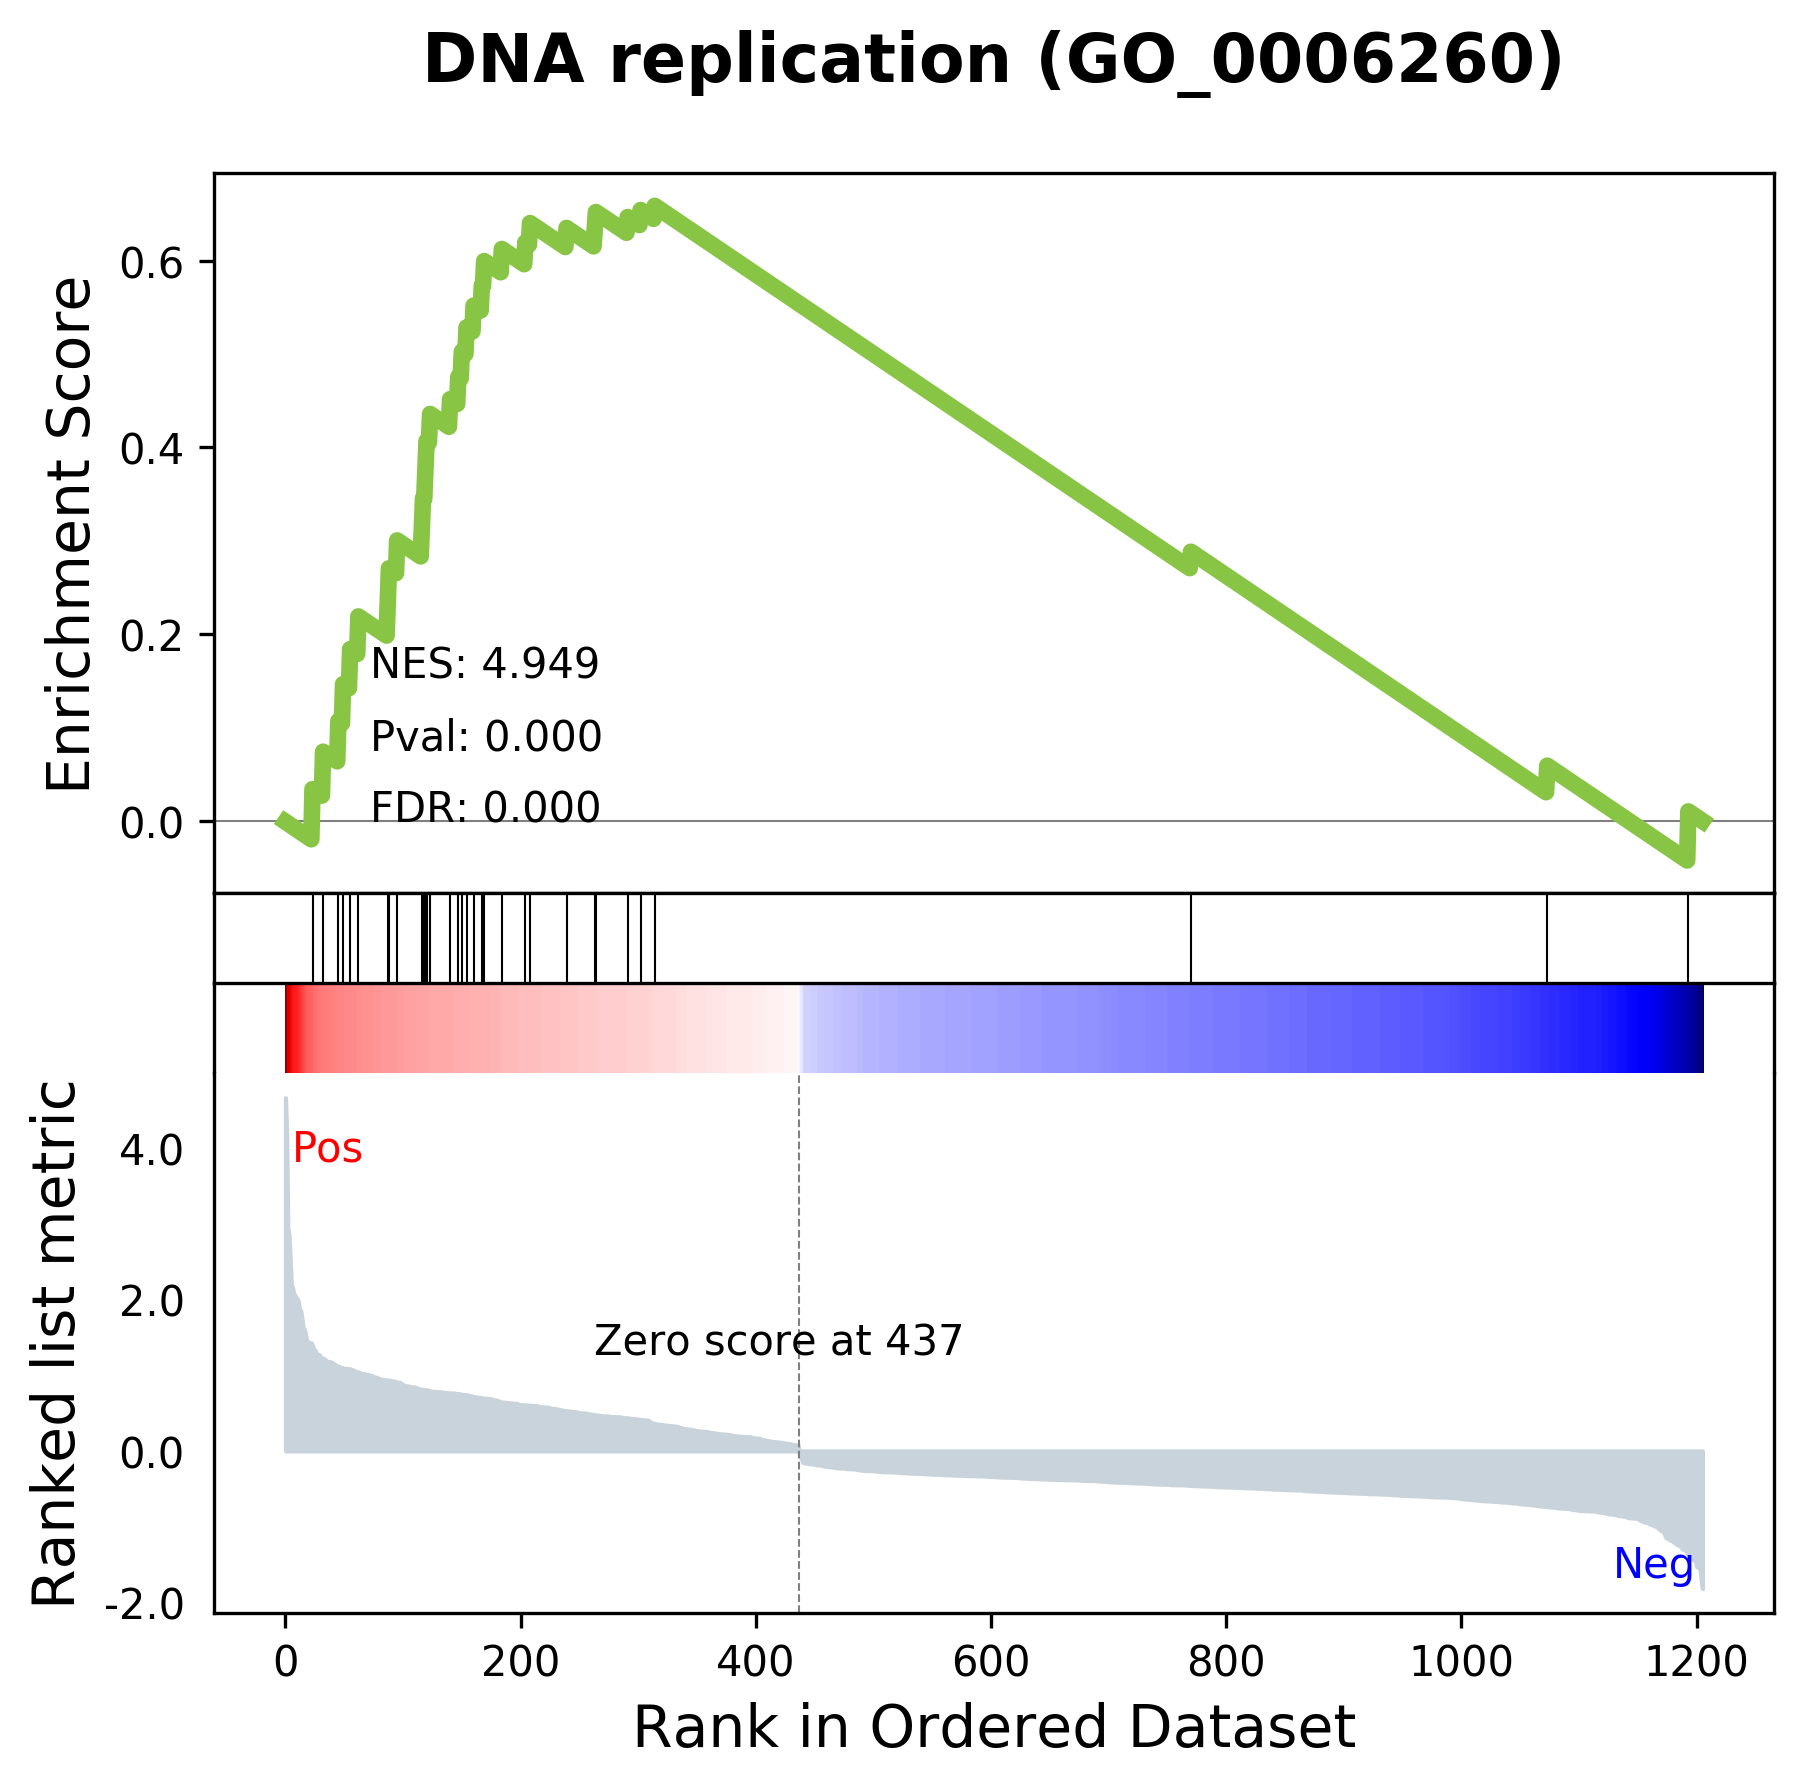 DNA replication (GO_0006260)
Enrichment Score
0.6
0.4
0.2
0.0
NES: 4.949
Pval: 0.000
FDR: 0.000
Ranked list metric
4.0
2.0
0.0
-2.0
Pos
Zero score at 437
Neg
0 200 400 600 800 1000 1200
Rank in Ordered Dataset